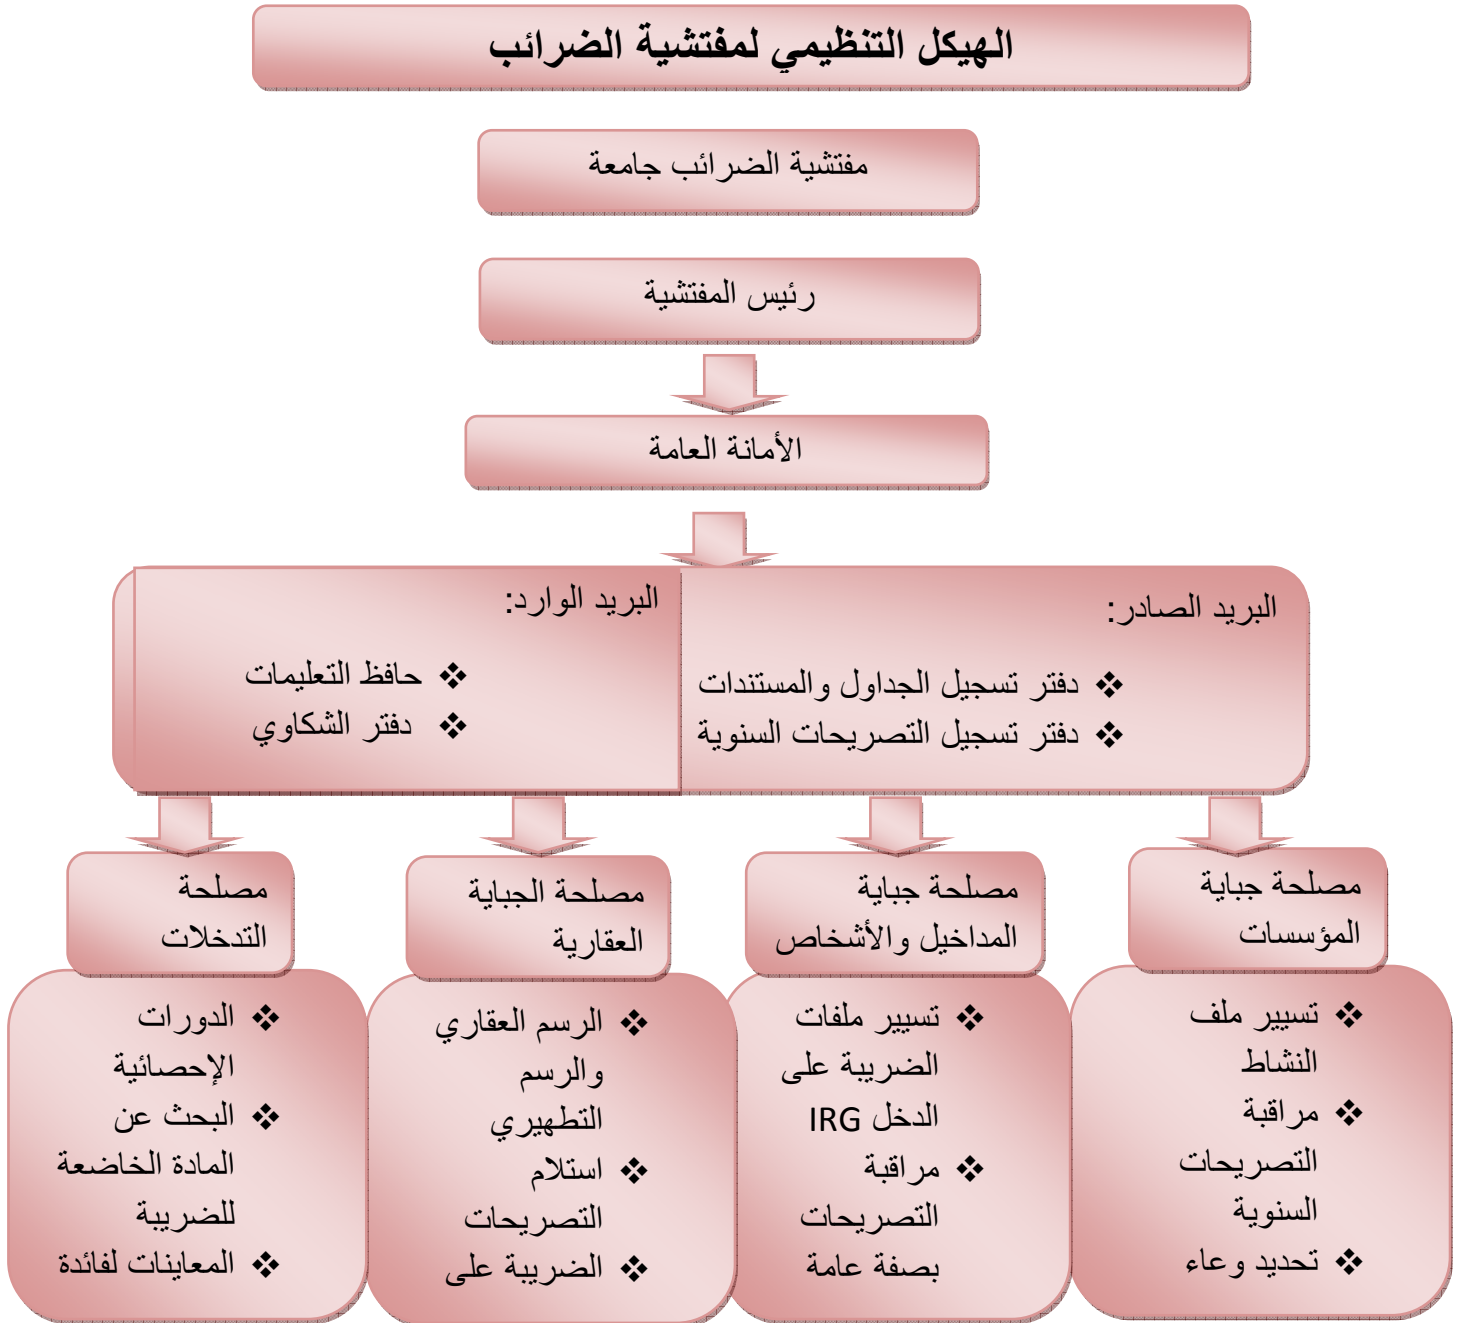 الهيكل التنظيمي لمفتشية الضرائب
مفتشية الضرائب جامعة
رئيس المفتشية
الأمانة العامة
البريد الصادر:
❖ دفتر تسجيل الجداول والمستندات
❖ دفتر تسجيل التصريحات السنوية
البريد الوارد:
❖ حافظ التعليمات
❖ دفتر الشكاوي
مصلحة جباية
المؤسسات
❖ تسيير ملف
النشاط
❖ مراقبة
التصريحات
السنوية
❖ تحديد وعاء
مصلحة جباية
المداخيل والأشخاص
❖ تسيير ملفات
الضريبة على
الدخل IRG
❖ مراقبة
التصريحات
بصفة عامة
مصلحة الجباية
العقارية
❖ الرسم العقاري
والرسم
التطهيري
❖ استلام
التصريحات
❖ الضريبة على
مصلحة
التدخلات
❖ الدورات
الإحصائية
❖ البحث عن
المادة الخاضعة
للضريبة
❖ المعاينات لفائدة